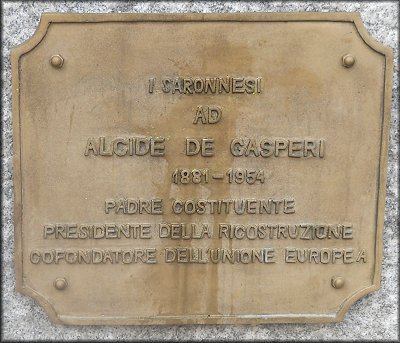 I SARONNESI
AD
ALCIDE DE GASPERI
1881-1954
PADRE COSTITUENTE
PRESIDENTE DELLA RICOSTRUZIONE
COFONDATORE DELL'UNIONE EUROPEA